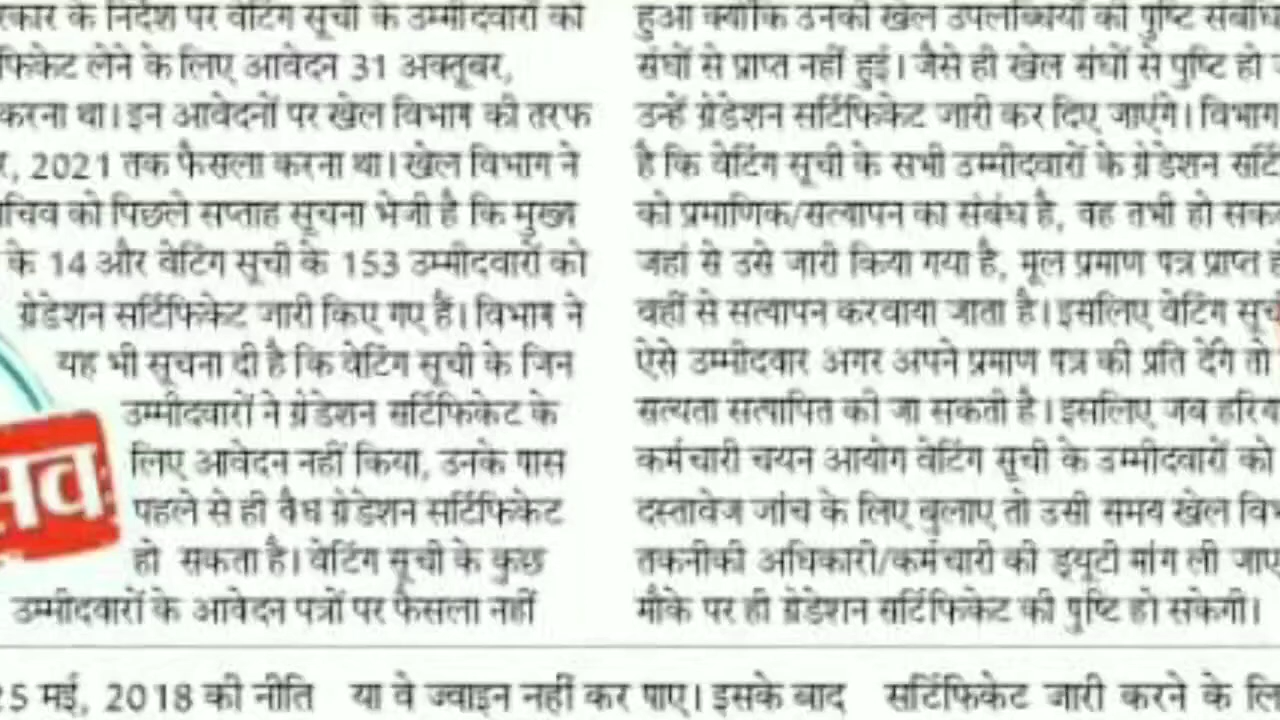 के निर्देश पर वेटिंग सूची के उम्मीदवारों को
लेने के लिए आवेदन 31 अक्तूबर,
करना था। इन आवेदनों पर खेल विभाग की तरफ
2021 तक फैसला करना था। खेल विभाग ने
को पिछले सप्ताह सूचना भेजी है कि मुख्य
के 14 और वेटिंग सूची के 153 उम्मीदवारों को
ग्रेडेशन सर्टिफिकेट जारी किए गए हैं। विभाग ने
यह भी सूचना दी है कि वेटिंग सूची के जिन
उम्मीदवारों ने ग्रेडेशन सर्टिफिकेट के
लिए आवेदन नहीं किया, उनके पास
पहले से ही वैध ग्रेडेशन सर्टिफिकेट
हो सकता है। वेटिंग सूची के कुछ
उम्मीदवारों के आवेदन पत्रों पर फैसला नहीं
हुआ क्योंकि उनकी खेल उपलब्धियों की पुष्टि
संघों से प्राप्त नहीं हुई। जैसे ही खेल संघों से पुष्टि हो
उन्हें ग्रेडेशन सर्टिफिकेट जारी कर दिए जाएंगे। विभाग
है कि वेटिंग सूची के सभी उम्मीदवारों के ग्रेडेशन
को प्रमाणिक/सत्यापन का संबंध है, वह तभी हो
जहां से उसे जारी किया गया है, मूल प्रमाण पत्र प्राप्त
वहीं से सत्यापन करवाया जाता है। इसलिए वेटिंग
ऐसे उम्मीदवार अगर अपने प्रमाण पत्र की प्रति देंगे तो
सत्यता सत्यापित की जा सकती है। इसलिए जब
कर्मचारी चयन आयोग वेटिंग सूची के उम्मीदवारों को
दस्तावेज जांच के लिए बुलाए तो उसी समय खेल
तकनीकी अधिकारी/कर्मचारी की ड्यूटी मांग ली
मौके पर ही ग्रेडेशन सर्टिफिकेट की पुष्टि हो सकेगी।
25 मई, 2018 की नीति
या वे ज्वाइन नहीं कर पाए। इसके बाद
सर्टिफिकेट जारी करने के